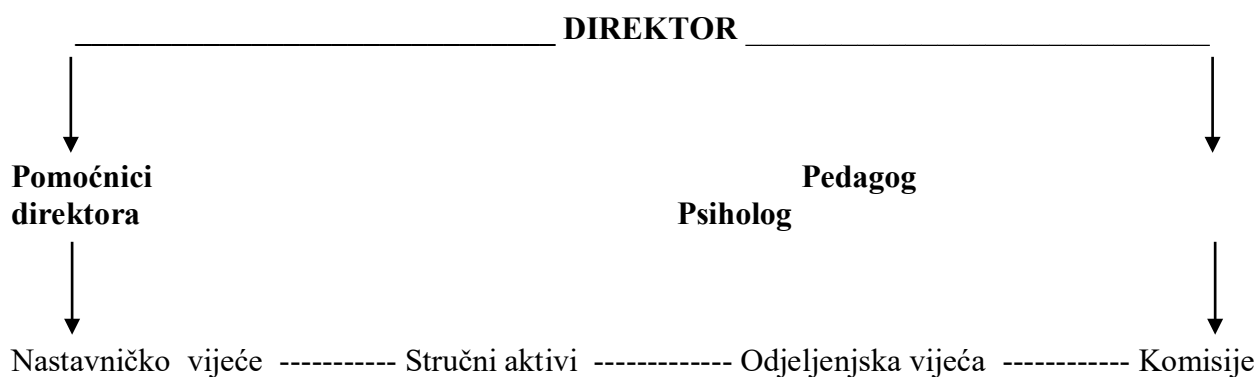 DIREKTOR
Pomoćnici Pedagog
direktora Psiholog
Nastavničko vijeće ----------- Stručni aktivi ------------ Odjeljenjska vijeća ----------- Komisije